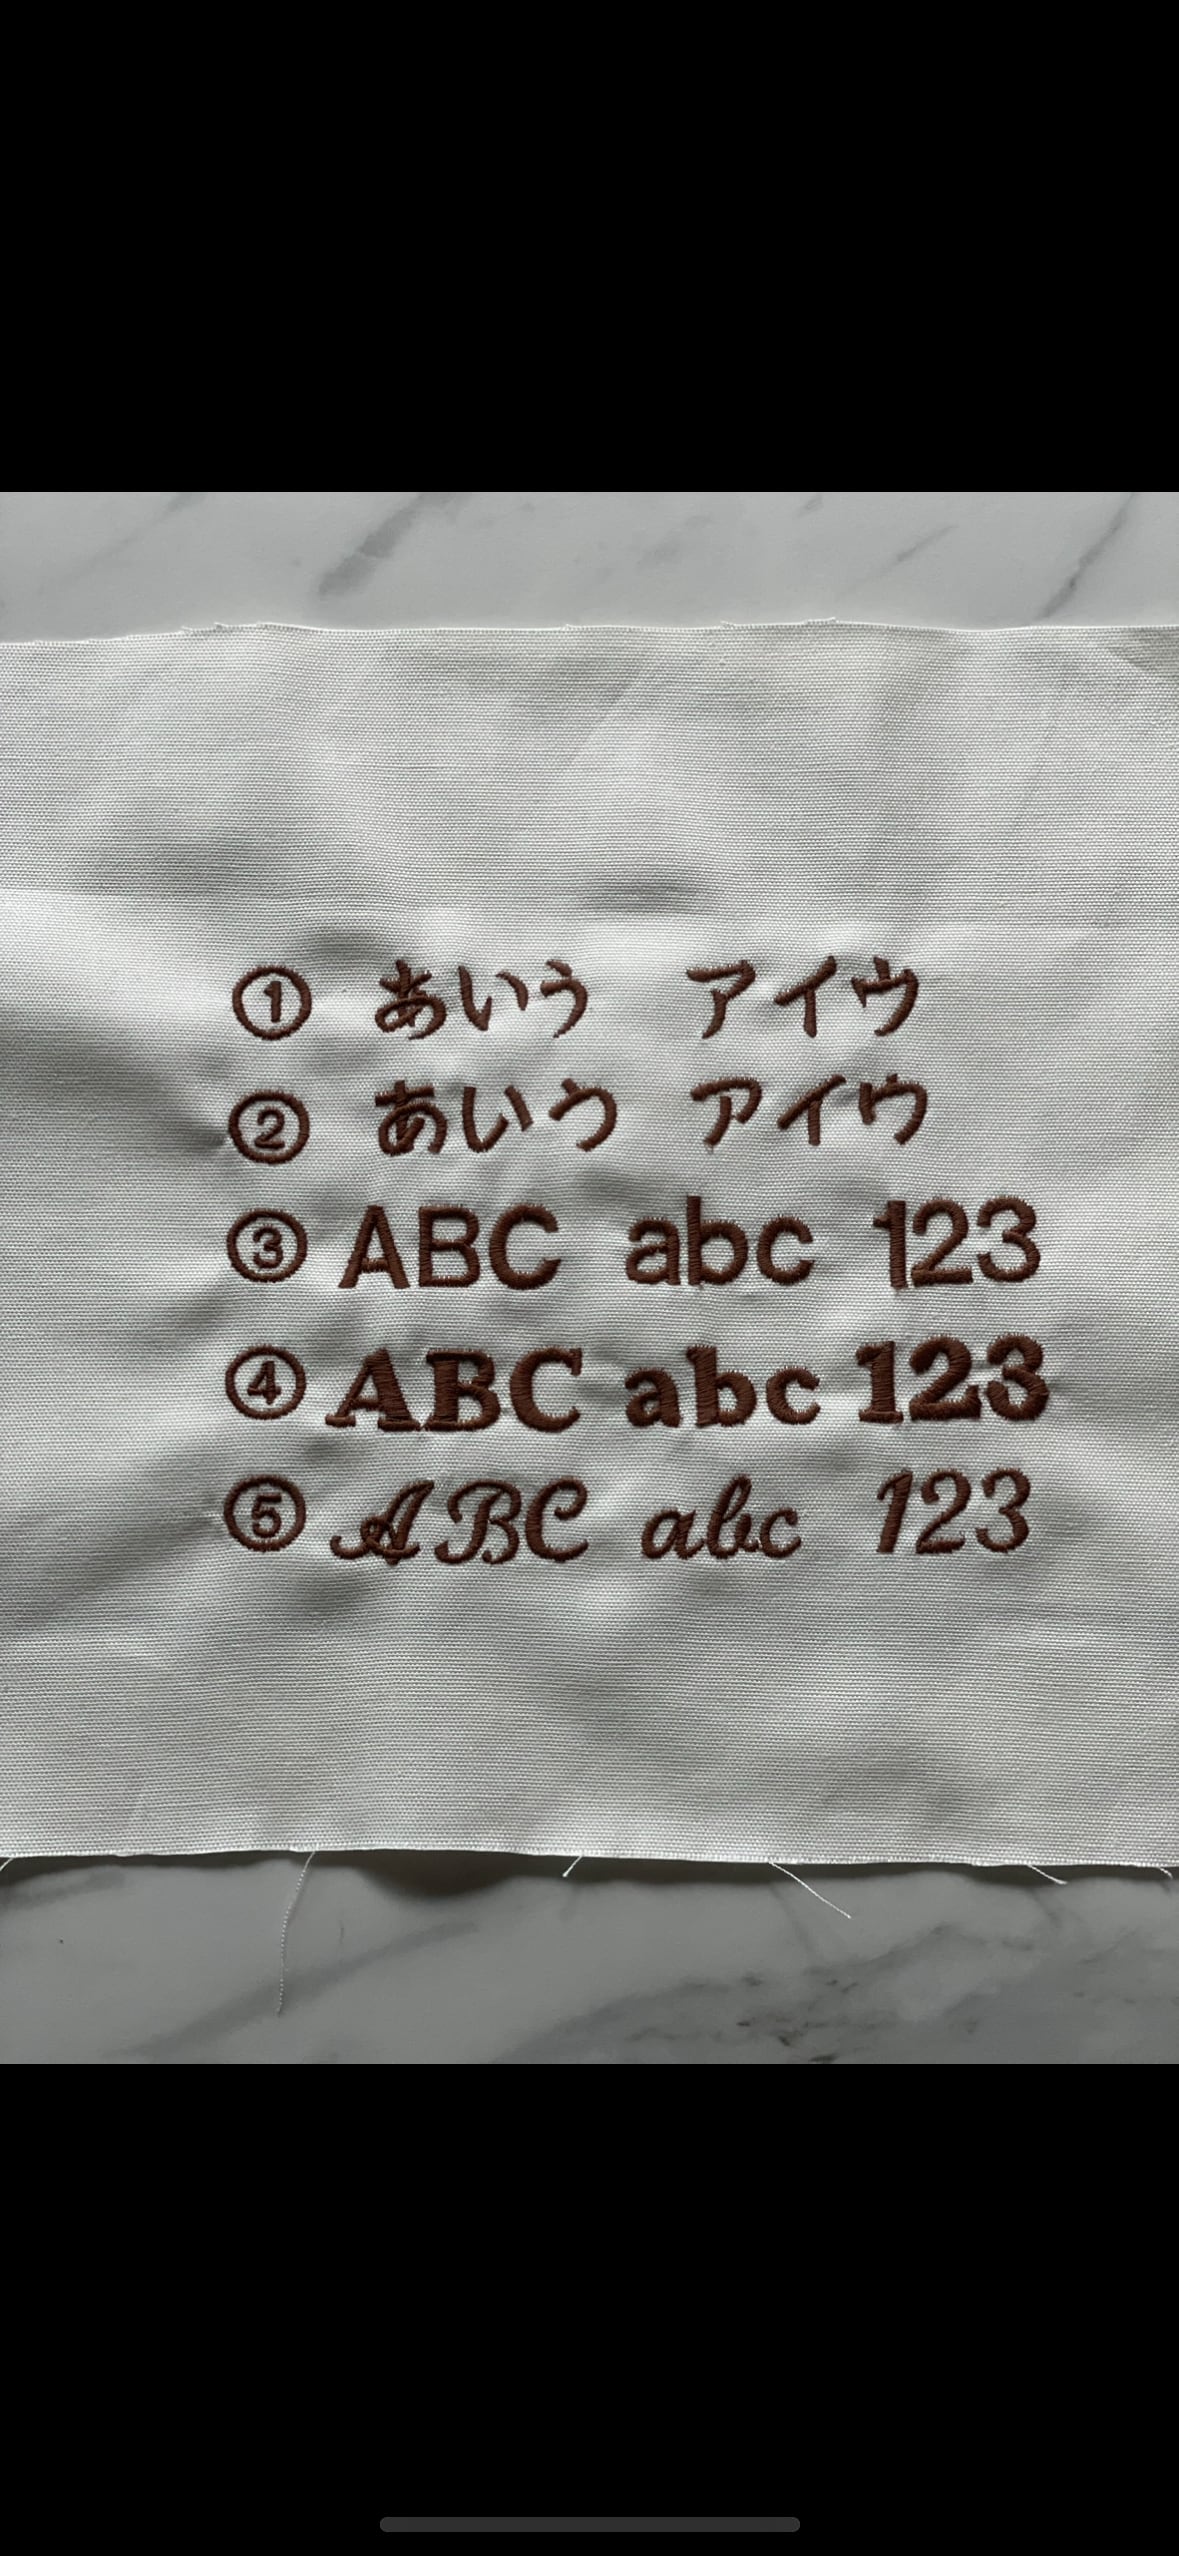 ① あいう アイウ
② あいう アイウ
③ ABC abc 123
④ ABC abc 123
⑤ ABC abc 123